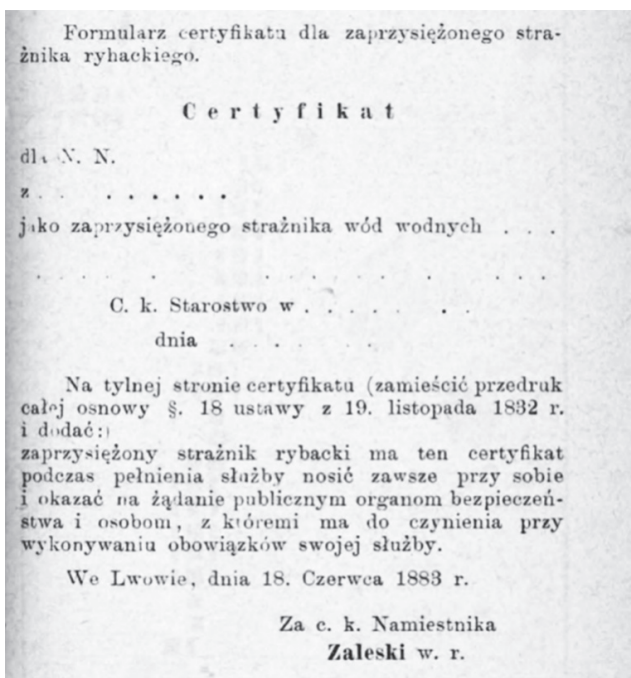 Formularz certyfikatu dla zaprzysiężonego stra-
żnika ryhackiego.
Certyfikat
dla N. N.
z . . . . . . . .
jako zaprzysiężonego strażnika wód wodnych . . .
. . . . . . . . . . . . .
C. k. Starostwo w . . . . . . .
dnia . . . .
Na tylnej stronie certyfikatu (zamieścić przedruk
całej osnowy §. 18 ustawy z 19. listopada 1832 r.
i dodać:)
zaprzysiężony strażnik rybacki ma ten certyfikat
podczas pełnienia służby nosić zawsze przy sobie
i okazać na żądanie publicznym organom bezpieczeń-
stwa i osobom, z któremi ma do czynienia przy
wykonywaniu obowiązków swojej służby.
We Lwowie, dnia 18. Czerwca 1883 r.
Za c. k. Namiestnika
Zaleski w. r.